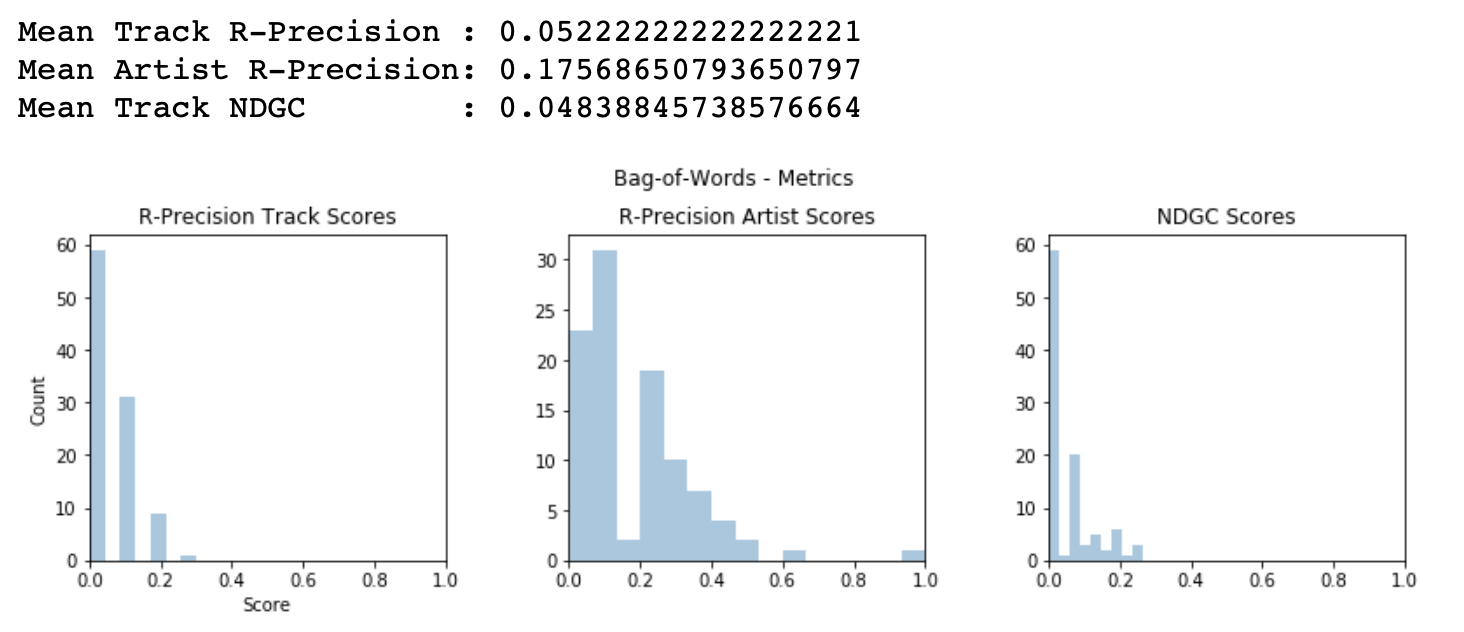 Mean Track R-Precision : 0.05222222222222221
Mean Artist R-Precision: 0.17568650793650797
Mean Track NDGC        : 0.04838845738576664
Bag-of-Words - Metrics
R-Precision Track Scores
60
50
40
30
20
10
0
Count
0.0 0.2 0.4 0.6 0.8 1.0
Score
R-Precision Artist Scores
30
25
20
15
10
5
0
0.0 0.2 0.4 0.6 0.8 1.0
NDGC Scores
60
50
40
30
20
10
0
0.0 0.2 0.4 0.6 0.8 1.0